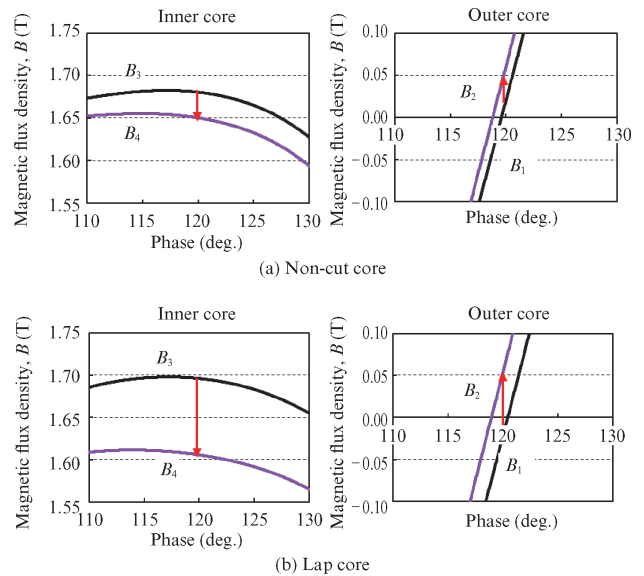 Inner core
Magnetic flux density, B (T)
1.75
1.70
1.65
1.60
1.55
B3
B4
110 115 120 125 130
Phase (deg.)
Outer core
Magnetic flux density, B (T)
0.10
0.05
0.00
−0.05
−0.10
B2
B1
110 115 120 125 130
Phase (deg.)
(a) Non-cut core
Inner core
Magnetic flux density, B (T)
1.75
1.70
1.65
1.60
1.55
B3
B4
110 115 120 125 130
Phase (deg.)
Outer core
Magnetic flux density, B (T)
0.10
0.05
0.00
−0.05
−0.10
B2
B1
110 115 120 125 130
Phase (deg.)
(b) Lap core